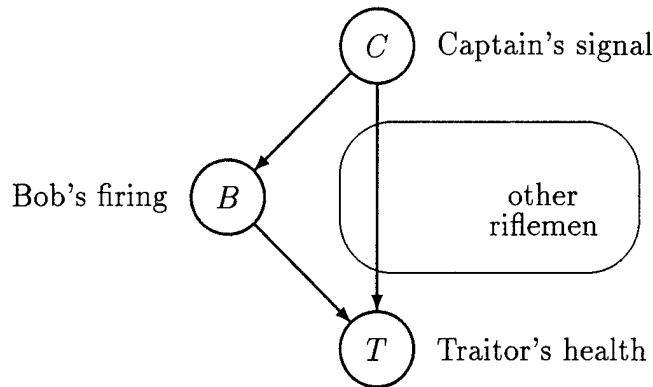 C Captain's signal
Bob's firing B
other
riflemen
T Traitor's health